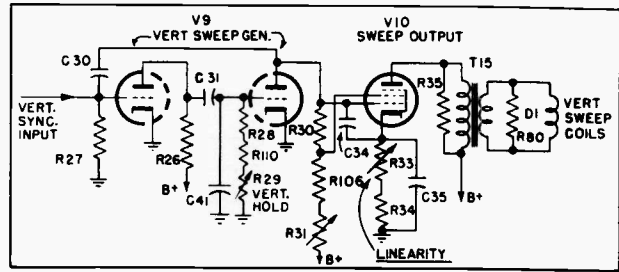 V9
VERT SWEEP GEN.
V10
SWEEP OUTPUT
C30
C31
R35
T15
VERT.
SYNC.
INPUT
R27
R26
B+
C41
R28
R110
R29
VERT.
HOLD
R30
R106
R31
B+
C34
R33
R34
C35
LINEARITY
B+
D1
R80
VERT
SWEEP
COILS